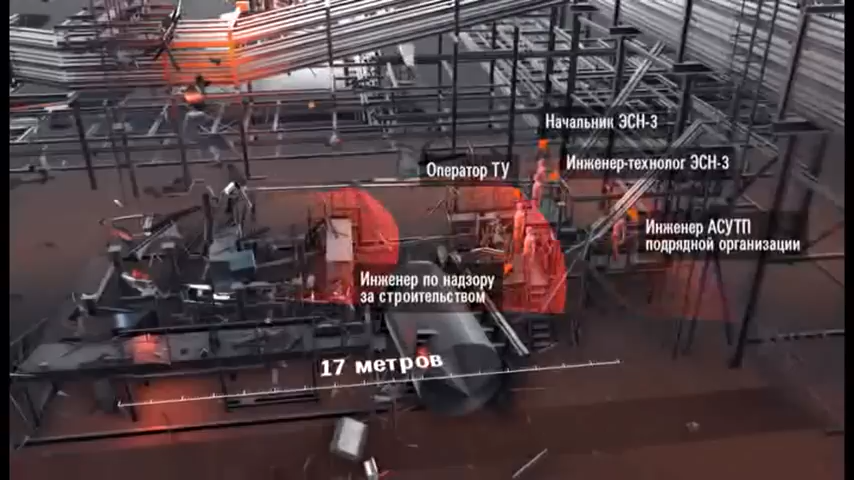 Начальник ЭСН-3
Оператор ТУ
Инженер-технолог ЭСН-3
Инженер АСУТП
подрядной организации
Инженер по надзору
за строительством
17 метров